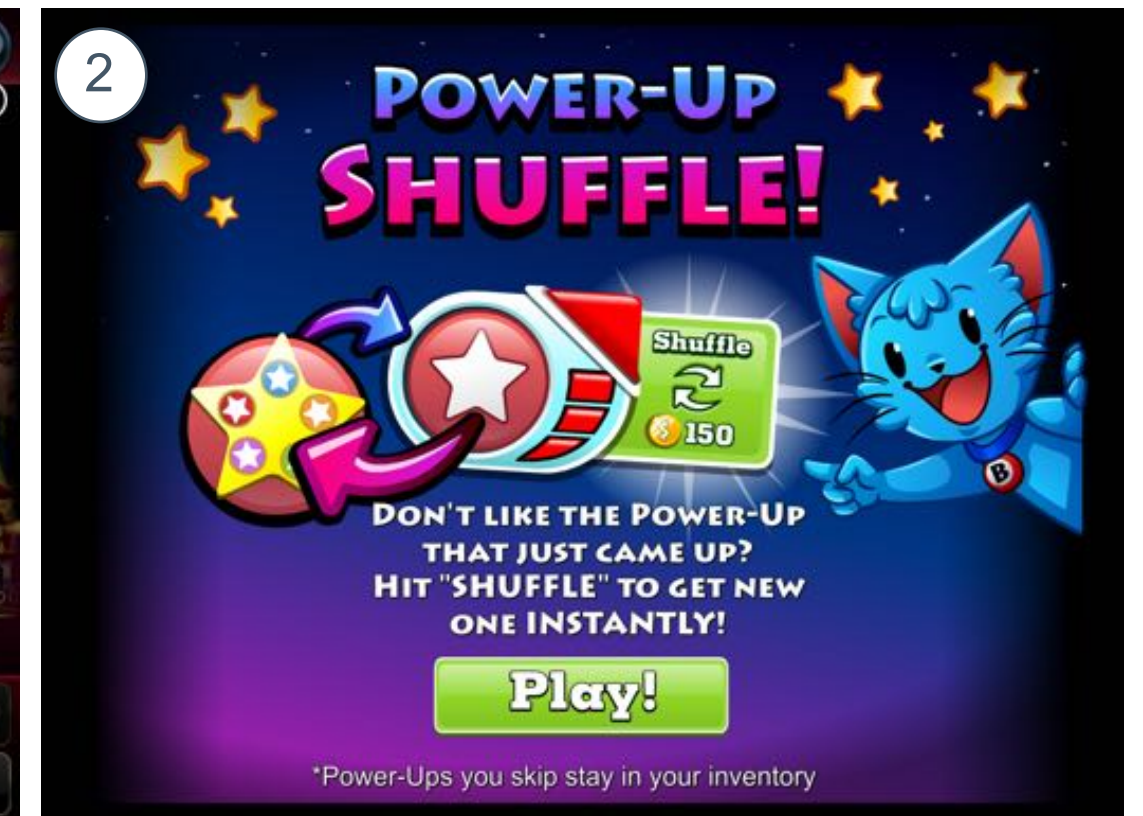 2
POWER-UP
SHUFFLE!
Shuffle
150
DON'T LIKE THE POWER-UP
THAT JUST CAME UP?
HIT "SHUFFLE" TO GET NEW
ONE INSTANTLY!
B
Play!
*Power-Ups you skip stay in your inventory